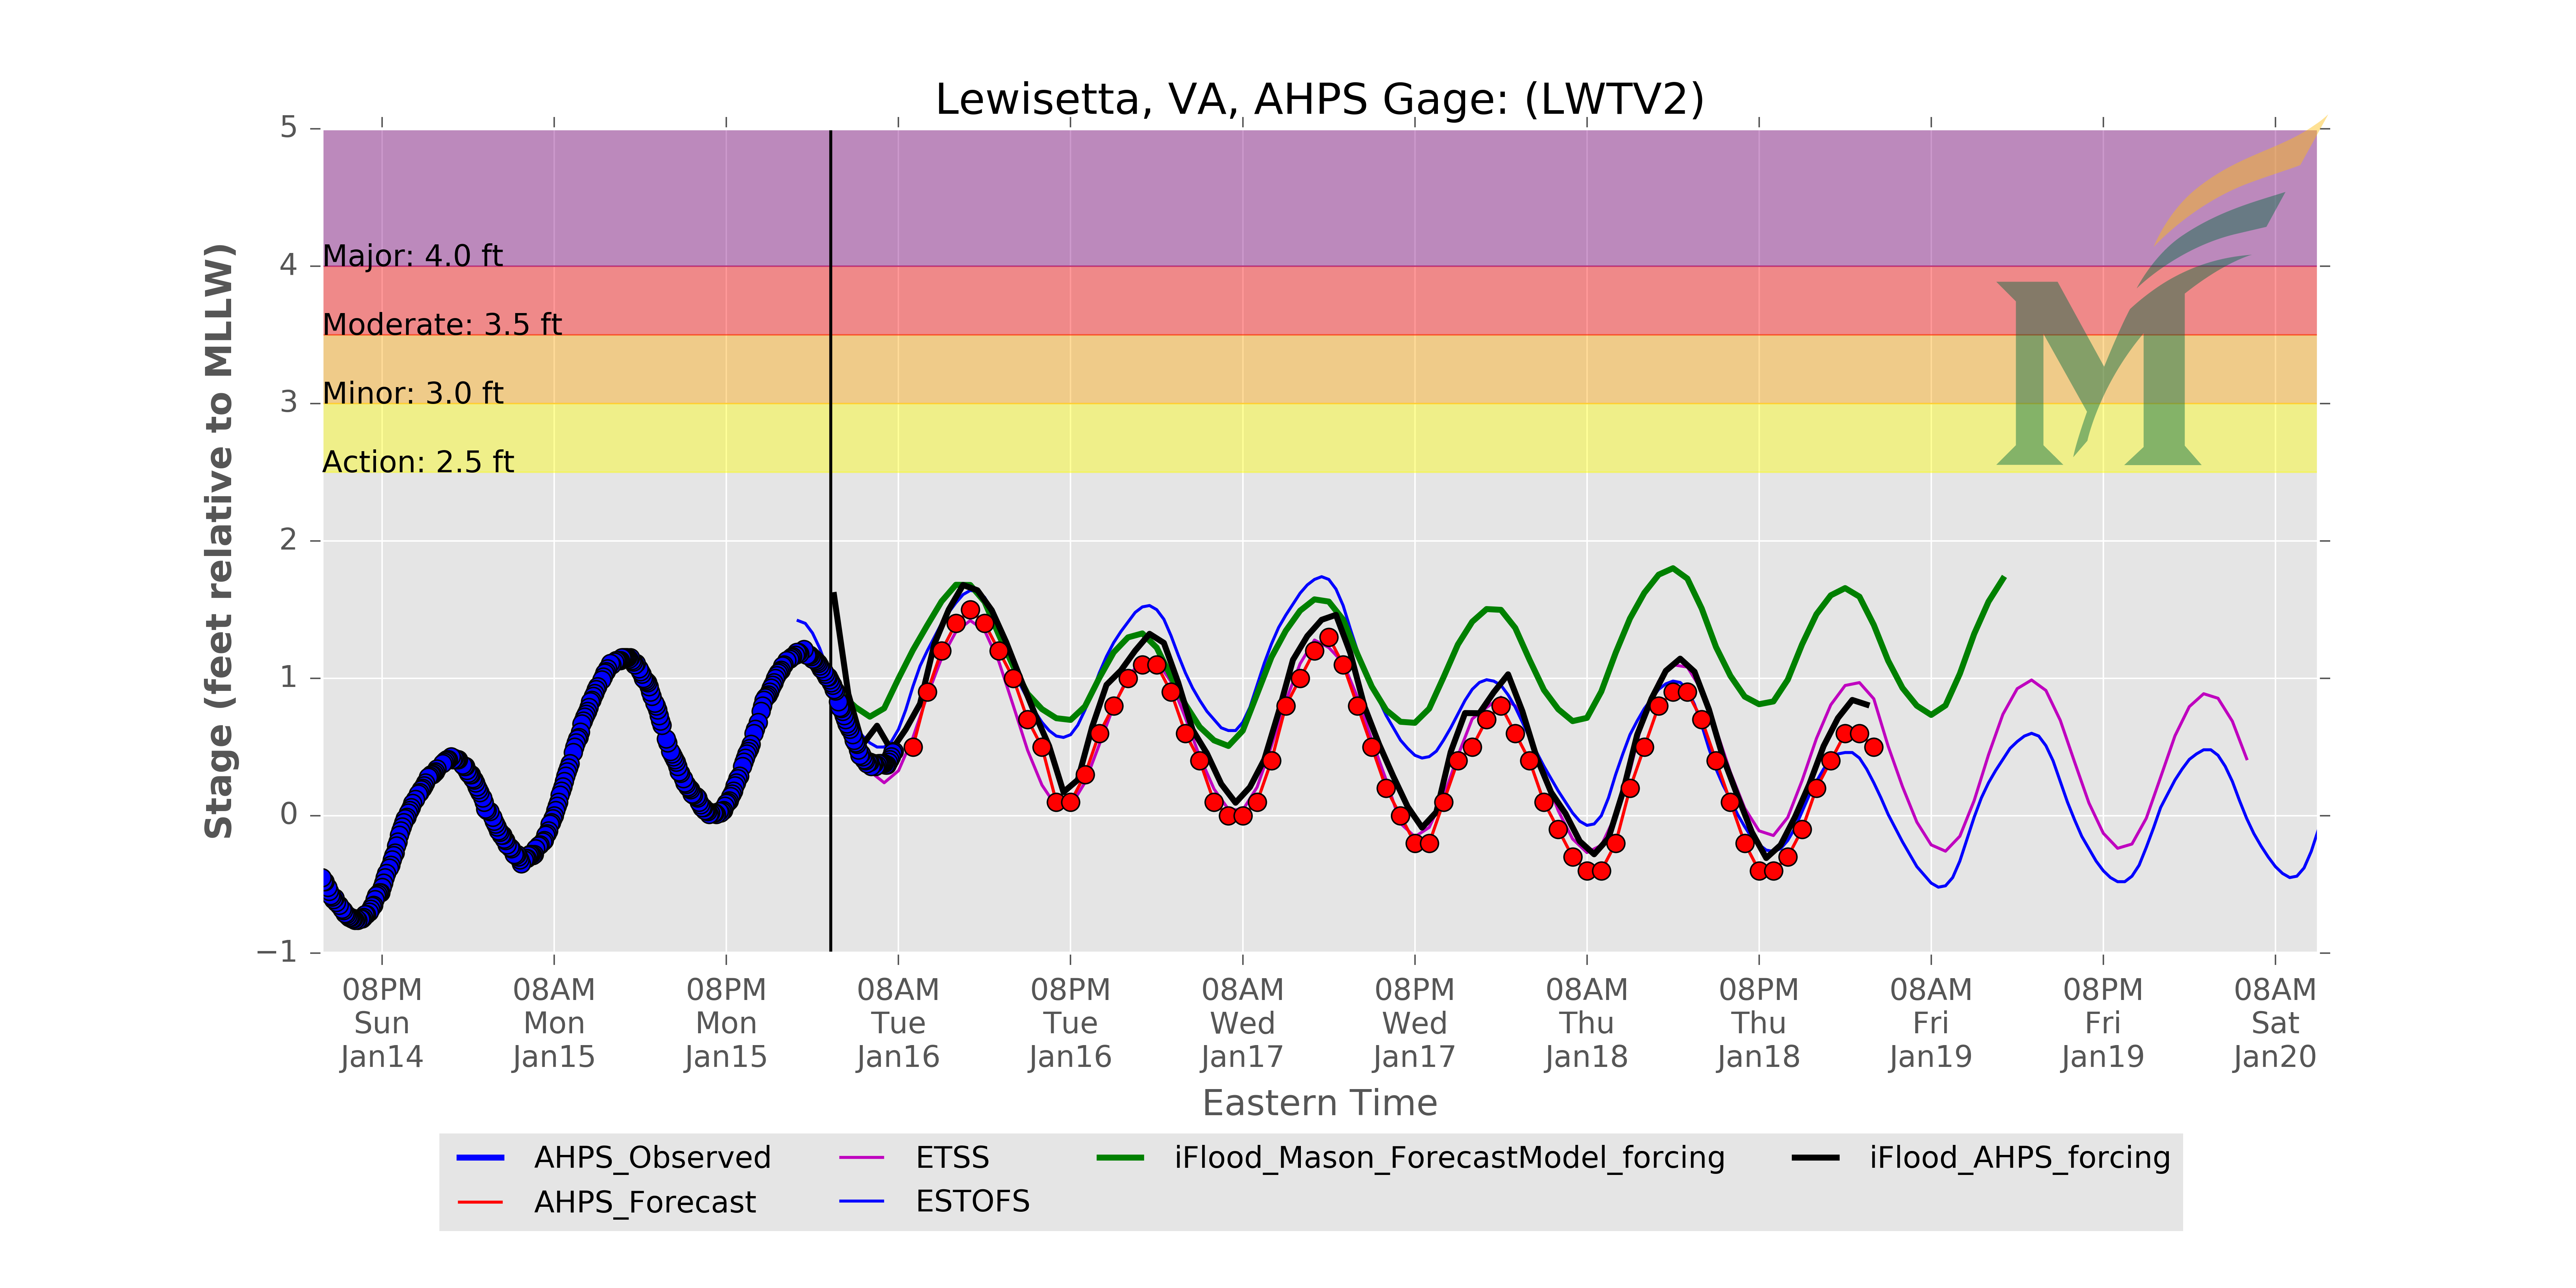 Lewisetta, VA, AHPS Gage: (LWTV2)
5
Major: 4.0 ft
4
Moderate: 3.5 ft
Minor: 3.0 ft
3
Action: 2.5 ft
2
1
0
−1
Stage (feet relative to MLLW)
08PM 08AM 08PM 08AM 08PM 08AM 08PM 08AM 08PM 08AM 08PM 08AM
Sun Mon Mon Tue Tue Wed Wed Thu Thu Fri Fri Sat
Jan14 Jan15 Jan15 Jan16 Jan16 Jan17 Jan17 Jan18 Jan18 Jan19 Jan19 Jan20
Eastern Time
AHPS_Observed ETSS iFlood_Mason_ForecastModel_forcing iFlood_AHPS_forcing
AHPS_Forecast ESTOFS
M